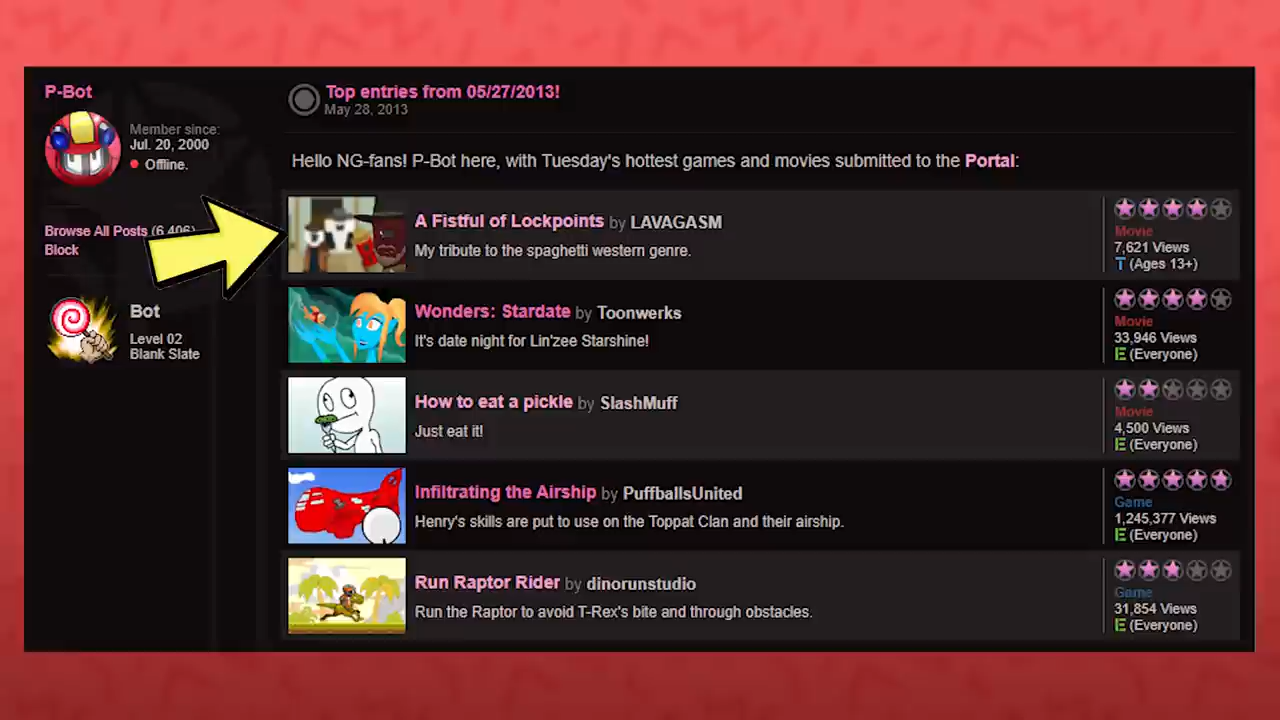 P-Bot
Member since:
Jul. 20, 2000
Offline.
Browse All Posts (6,406)
Block
Bot
Level 02
Blank Slate
Top entries from 05/27/2013!
May 28, 2013
Hello NG-fans! P-Bot here, with Tuesday's hottest games and movies submitted to the Portal:
A Fistful of Lockpoints by LAVAGASM
My tribute to the spaghetti western genre.
Movie
7,621 Views
T (Ages 13+)
Wonders: Stardate by Toonwerks
It's date night for Lin'zee Starshine!
Movie
33,946 Views
E (Everyone)
How to eat a pickle by SlashMuff
Just eat it!
Movie
4,500 Views
E (Everyone)
Infiltrating the Airship by PuffballsUnited
Henry's skills are put to use on the Toppat Clan and their airship.
Game
1,245,377 Views
E (Everyone)
Run Raptor Rider by dinorunstudio
Run the Raptor to avoid T-Rex's bite and through obstacles.
Game
31,854 Views
E (Everyone)